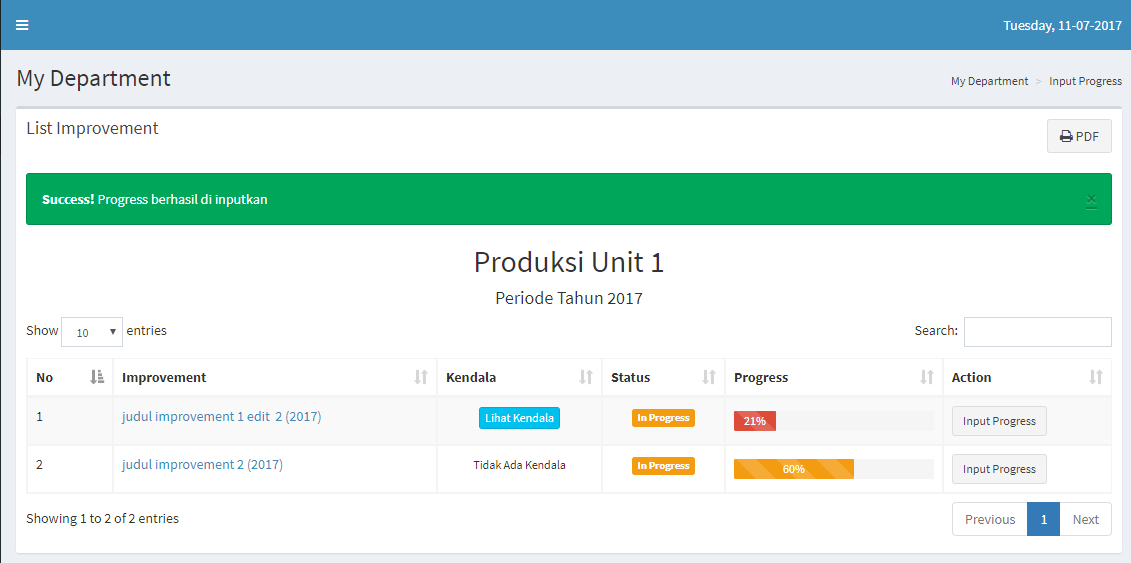 Tuesday, 11-07-2017
My Department
My Department > Input Progress
List Improvement
PDF
Success! Progress berhasil di inputkan
×
Produksi Unit 1
Periode Tahun 2017
Show 10 entries
Search:
No Improvement Kendala Status Progress Action
1 judul improvement 1 edit 2 (2017) Lihat Kendala In Progress 21% Input Progress
2 judul improvement 2 (2017) Tidak Ada Kendala In Progress 60% Input Progress
Showing 1 to 2 of 2 entries
Previous 1 Next